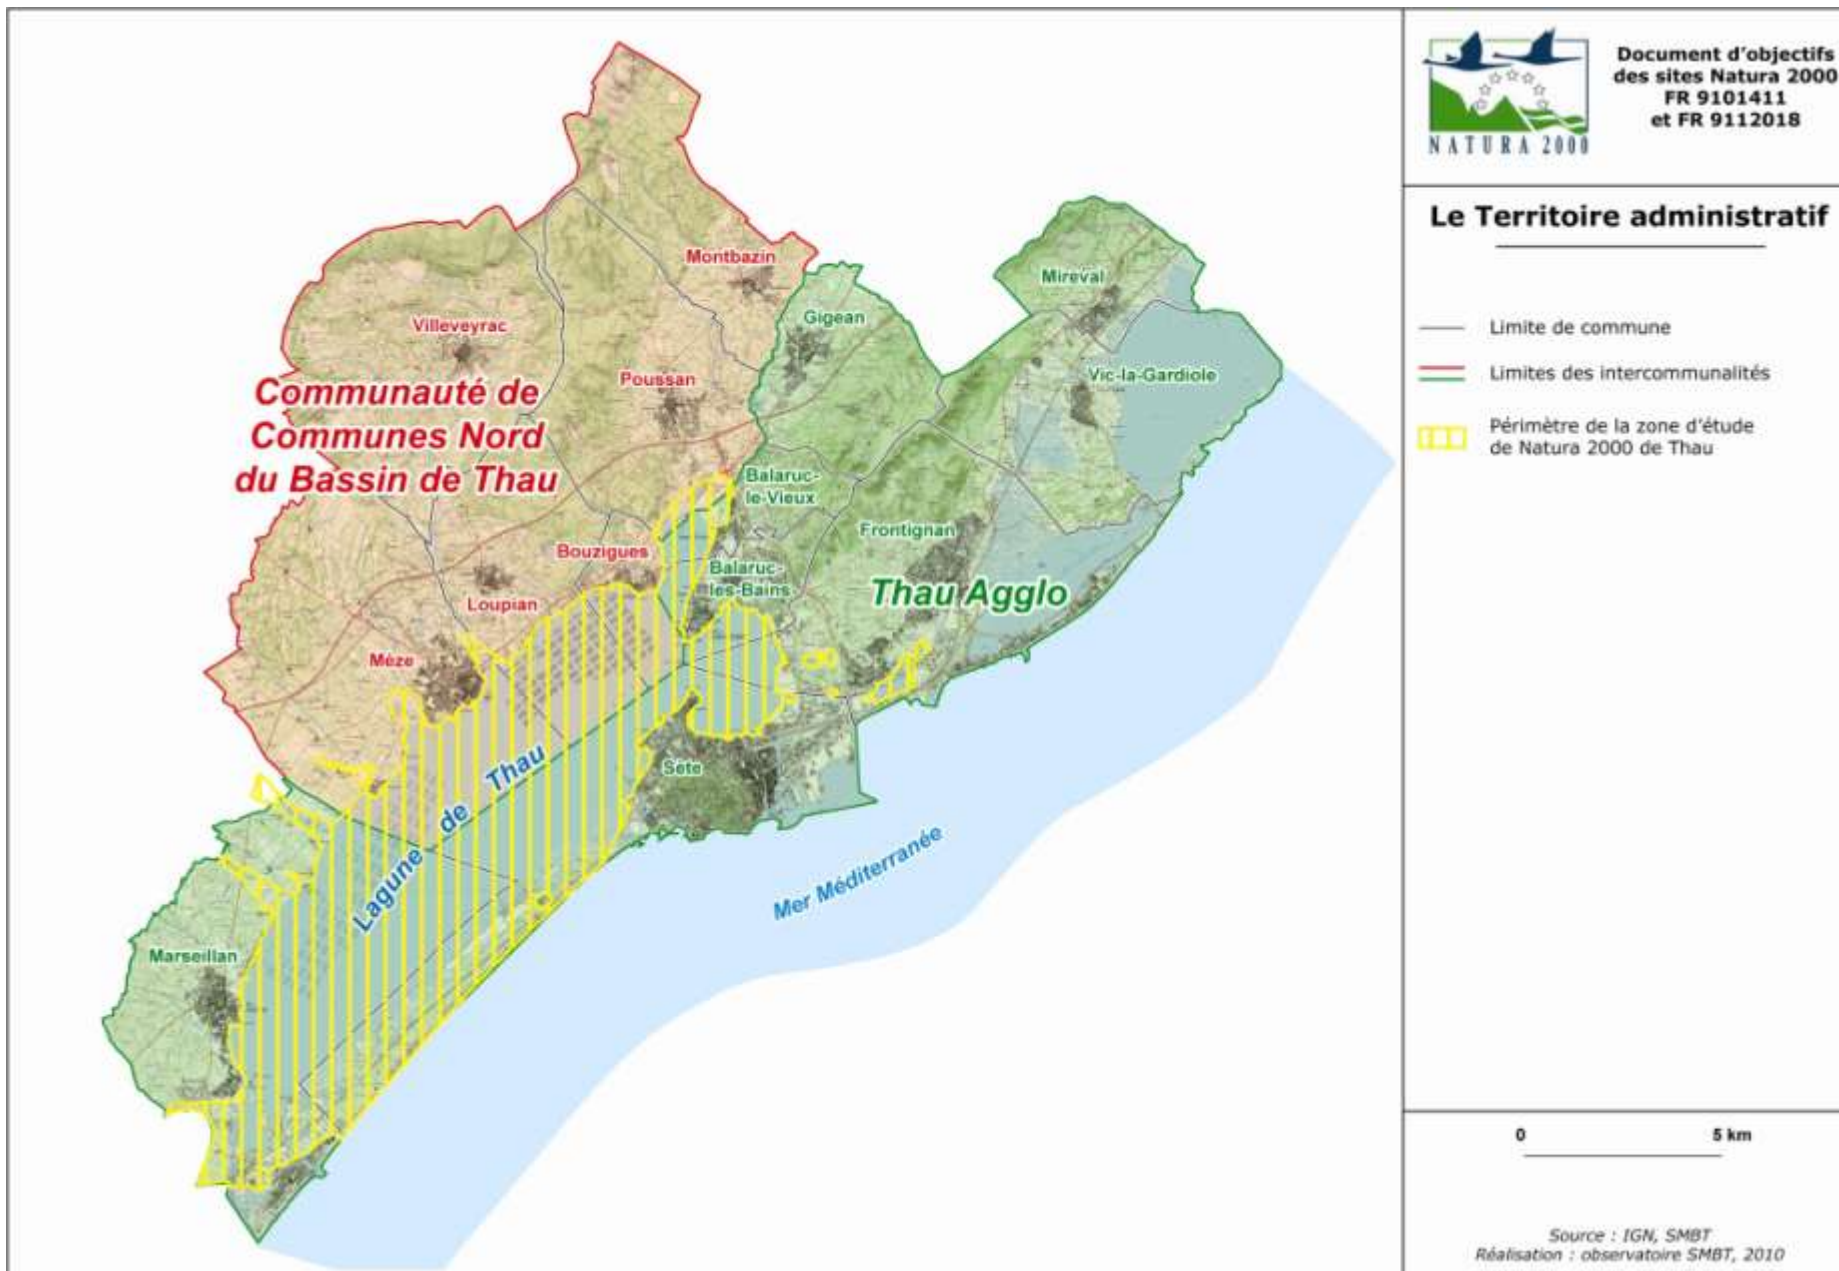 Document d'objectifs
des sites Natura 2000
FR 9101411
et FR 9112018
NATURA 2000
Le Territoire administratif
Limite de commune
Limites des intercommunalités
Périmètre de la zone d'étude
de Natura 2000 de Thau
0 5 km
Source : IGN, SMBT
Réalisation : observatoire SMBT, 2010
Montbazin
Mireval
Gigean
Villeveyrac
Poussan
Vic-la-Gardiole
Communauté de
Communes Nord
du Bassin de Thau
Balaruc-
le-Vieux
Frontignan
Bouzigues
Balaruc-
les-Bains
Thau Agglo
Loupian
Mèze
Sète
Lagune de Thau
Mer Méditerranée
Marseillan